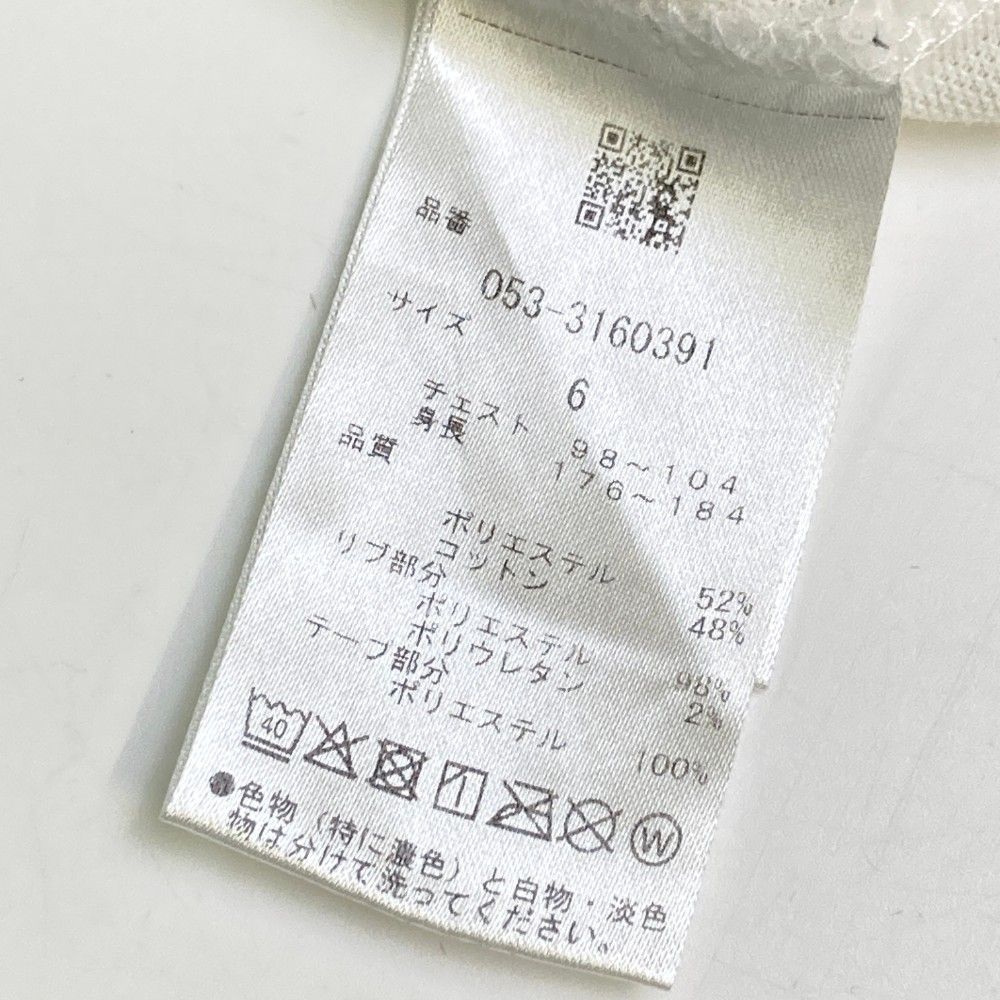 品番
053-3160391
サイズ
6
チェスト 98~104
身長 176~184
品質
ポリエステル 52%
コットン 48%
リブ部分
ポリエステル 98%
ポリウレタン 2%
テープ部分
ポリエステル 100%
40 W
●色物(特に濃色)と白物・淡色
物は分けて洗ってください。